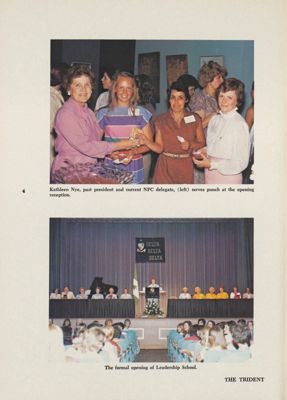 Kathleen Nye, past president and current NPC delegate, (left) serves punch at the opening
reception.
DELTA
DELTA
DELTA
The formal opening of Leadership School.
THE TRIDENT